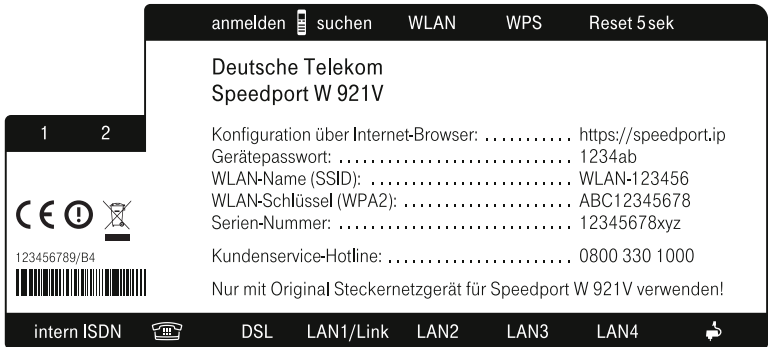 anmelden suchen WLAN WPS Reset 5 sek
Deutsche Telekom
Speedport W 921V
1 2
Konfiguration über Internet-Browser: . . . . . . . . . . . https://speedport.ip
Gerätepasswort: . . . . . . . . . . . . . . . . . . . . . . . . . . . . 1234ab
WLAN-Name (SSID): . . . . . . . . . . . . . . . . . . . . . . . . WLAN-123456
WLAN-Schlüssel (WPA2): . . . . . . . . . . . . . . . . . . . . . ABC12345678
Serien-Nummer: . . . . . . . . . . . . . . . . . . . . . . . . . . . . 12345678xyz
CE
123456789/B4
Kundenservice-Hotline: . . . . . . . . . . . . . . . . . . . . . . 0800 330 1000
Nur mit Original Steckernetzgerät für Speedport W 921V verwenden!
intern ISDN DSL LAN1/Link LAN2 LAN3 LAN4